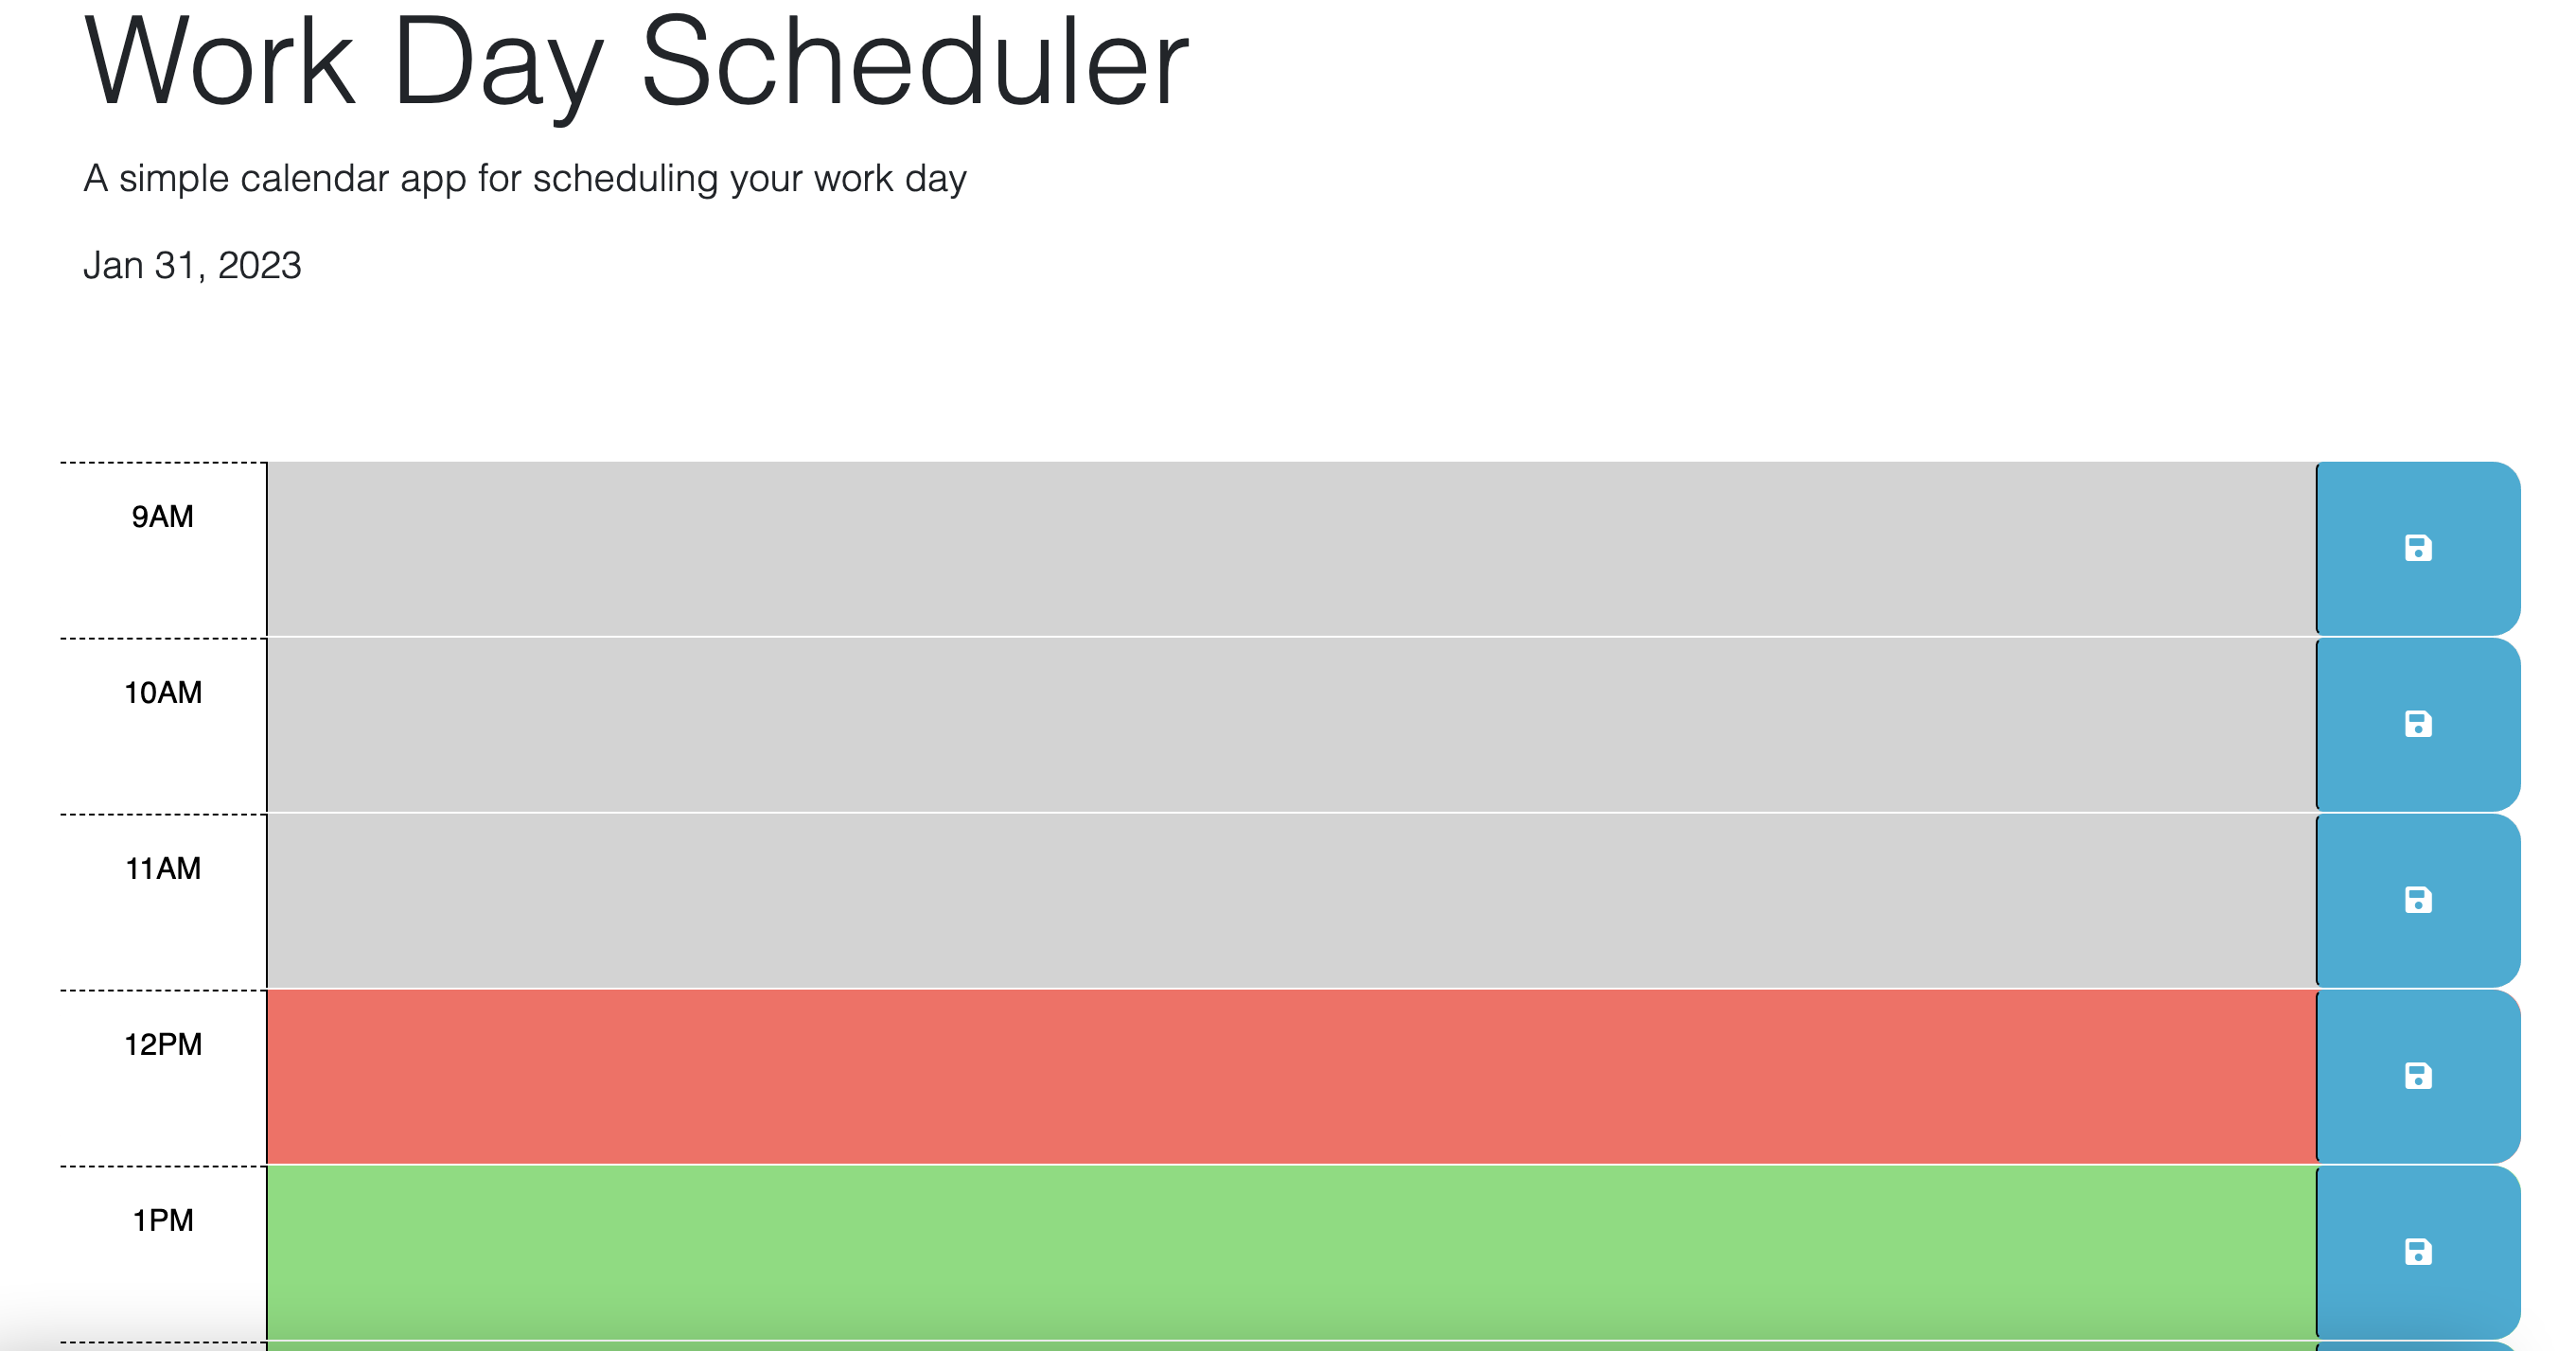 Work Day Scheduler
A simple calendar app for scheduling your work day
Jan 31, 2023
9AM
10AM
11AM
12PM
1PM